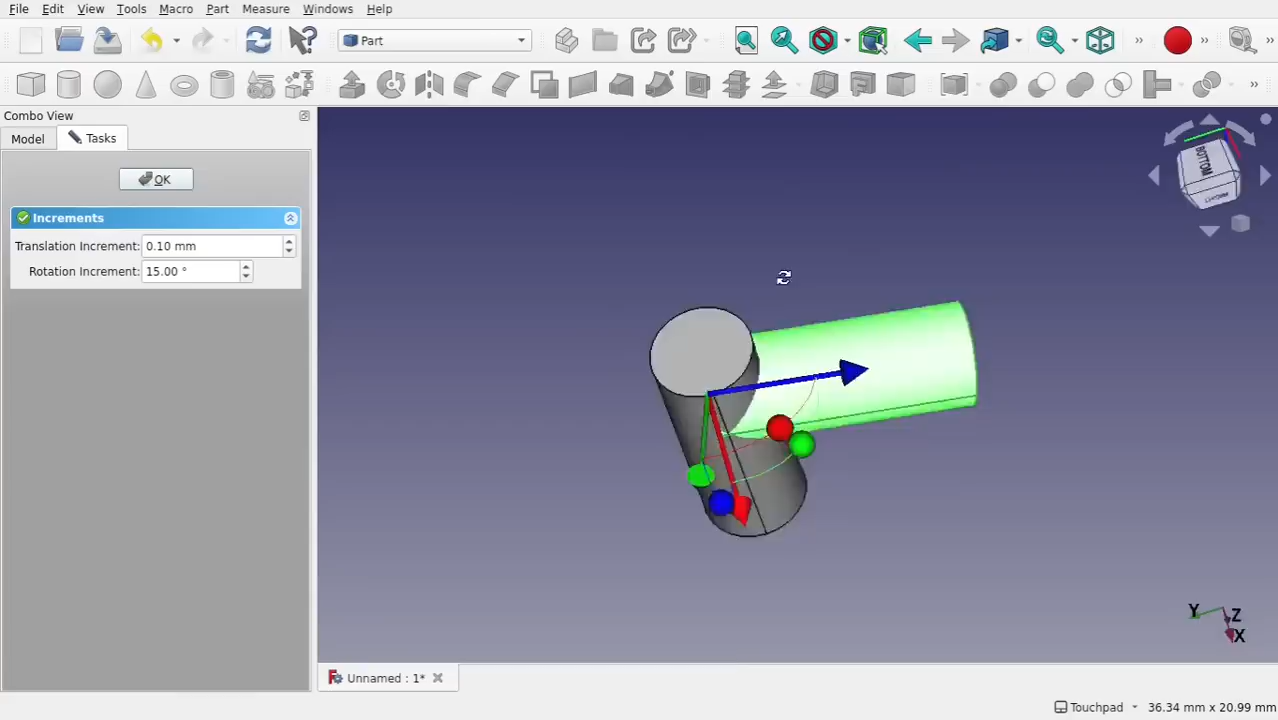 File Edit View Tools Macro Part Measure Windows Help
Part
Combo View
Model Tasks
OK
Increments
Translation Increment: 0.10 mm
Rotation Increment: 15.00 °
BOTTOM
Y Z
X
Unnamed : 1*
Touchpad 36.34 mm x 20.99 mm